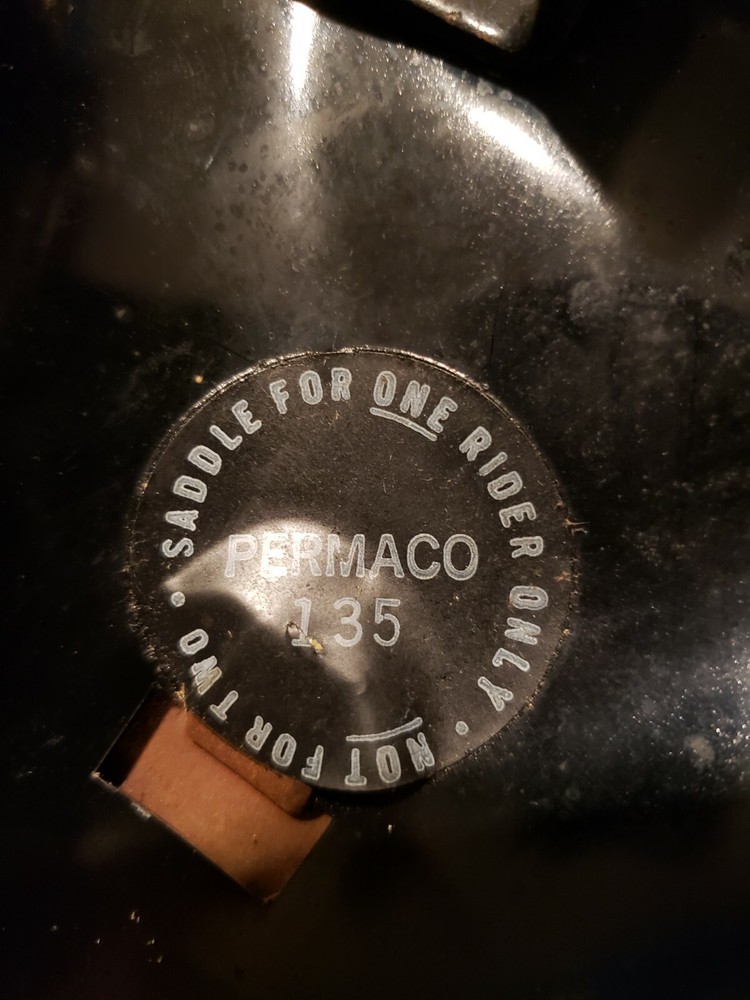 SADDLE FOR ONE RIDER ONLY •
NOT FOR TWO •
PERMACO
135